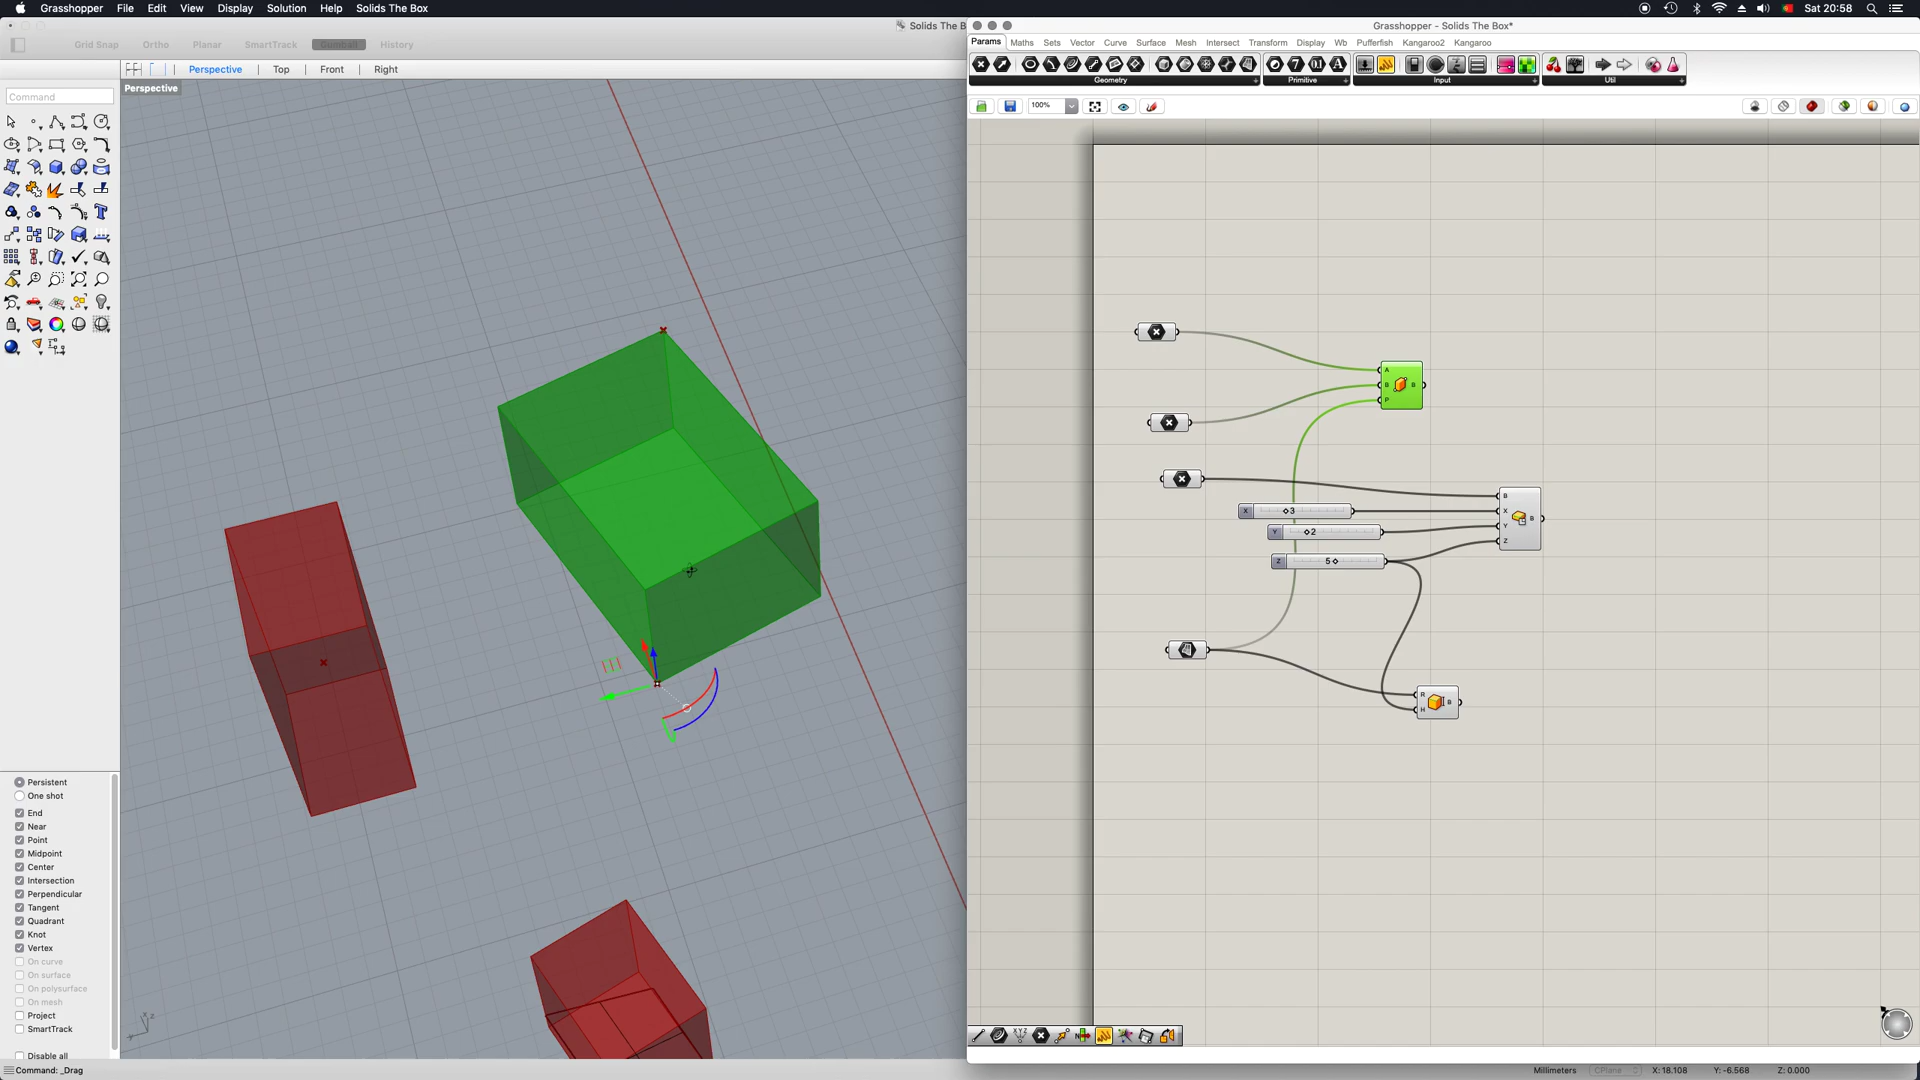 Grasshopper File Edit View Display Solution Help Solids The Box
Sat 20:58
Solids The B
Grasshopper - Solids The Box*
Grid Snap Ortho Planar SmartTrack Gumball History
Params Maths Sets Vector Curve Surface Mesh Intersect Transform Display Wb Pufferfish Kangaroo2 Kangaroo
Perspective Top Front Right
Geometry Primitive Input Util
Perspective
Command
100%
A
B B
P
B
X 3 X
B
Y 2 Y
Z 5 Z
R
B
H
Persistent
One shot
End
Near
Point
Midpoint
Center
Intersection
Perpendicular
Tangent
Quadrant
Knot
Vertex
On curve
On surface
On polysurface
On mesh
Project
SmartTrack
Disable all
Command: _Drag
Millimeters CPlane X: 18.108 Y: -6.568 Z: 0.000